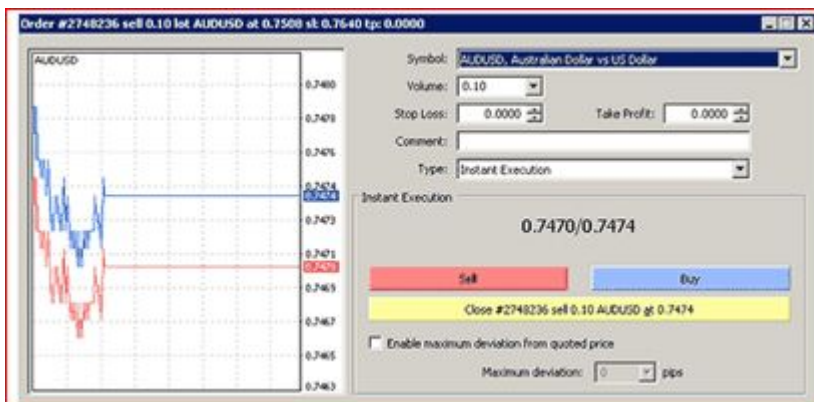 Order #2748236 sell 0.10 lot AUDUSD at 0.7508 sl: 0.7640 tp: 0.0000
AUDUSD
0.7480
0.7478
0.7476
0.7474
0.7474
0.7473
0.7471
0.7470
0.7469
0.7467
0.7465
0.7463
Symbol: AUDUSD, Australian Dollar vs US Dollar
Volume: 0.10
Stop Loss: 0.0000 Take Profit: 0.0000
Comment:
Type: Instant Execution
Instant Execution
0.7470/0.7474
Sell Buy
Close #2748236 sell 0.10 AUDUSD at 0.7474
Enable maximum deviation from quoted price
Maximum deviation: 0 pips